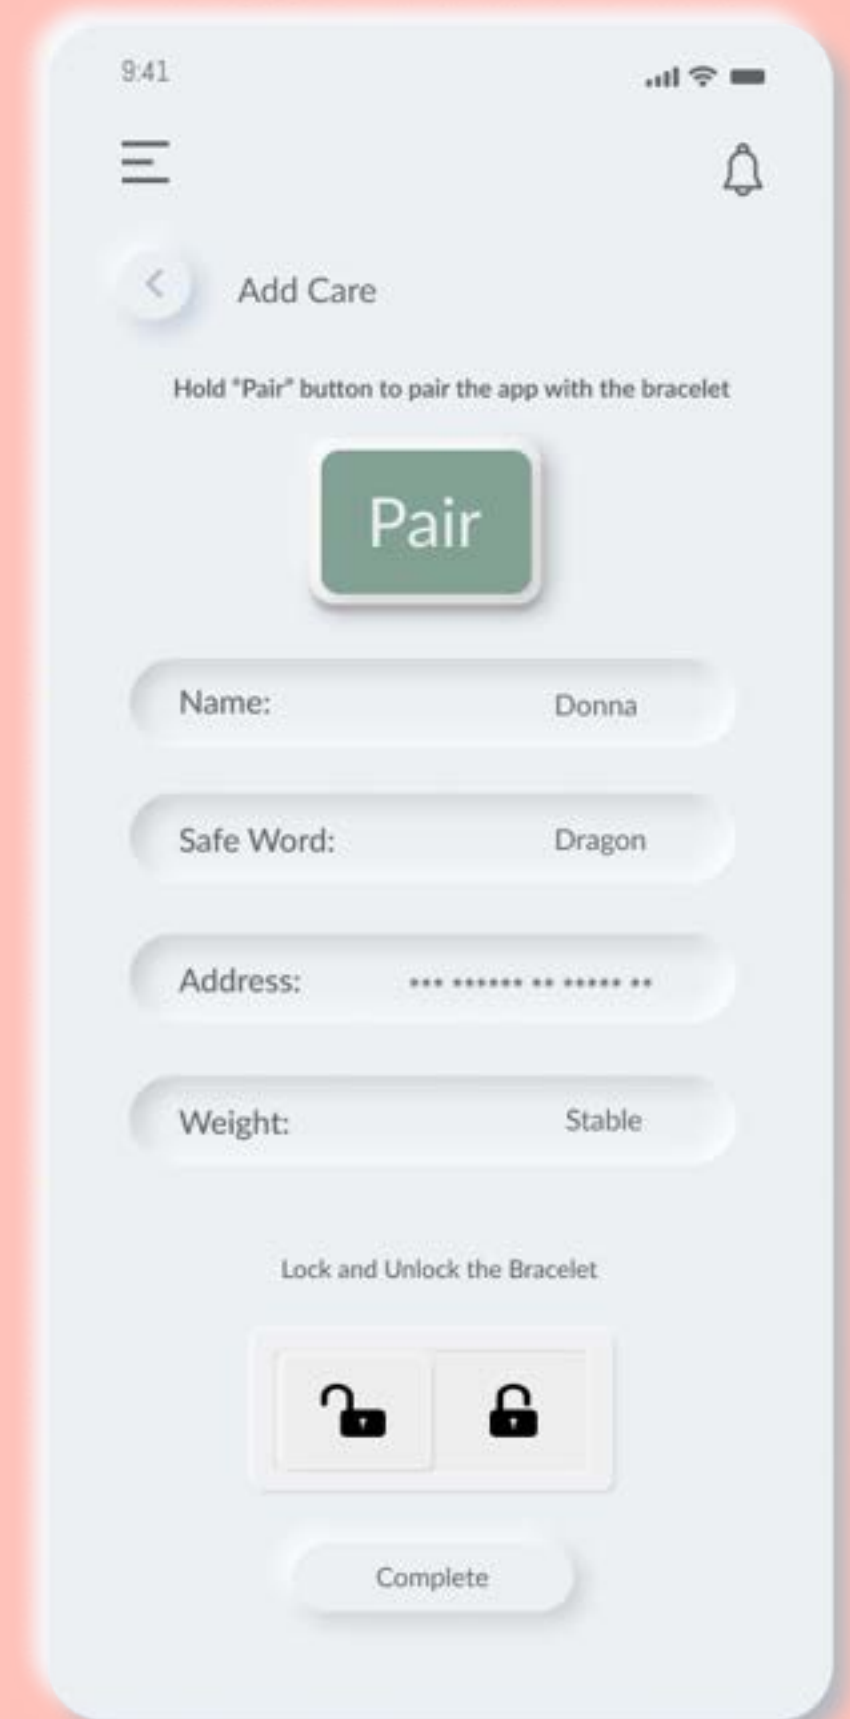 9:41
Add Care
Hold "Pair" button to pair the app with the bracelet
Pair
Name: Donna
Safe Word: Dragon
Address: ••• •••••• •• ••••• ••
Weight: Stable
Lock and Unlock the Bracelet
Complete